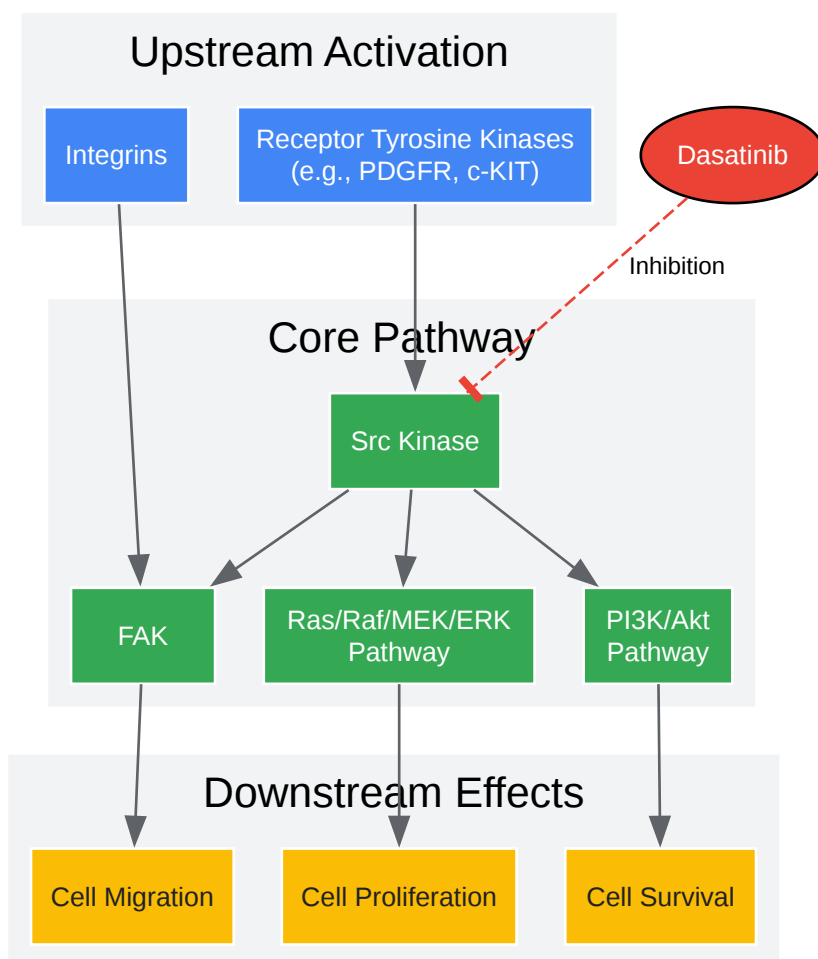 Upstream Activation
Integrins
Receptor Tyrosine Kinases
(e.g., PDGFR, c-KIT)
Dasatinib
Inhibition
Core Pathway
Src Kinase
FAK
Ras/Raf/MEK/ERK
Pathway
PI3K/Akt
Pathway
Downstream Effects
Cell Migration
Cell Proliferation
Cell Survival